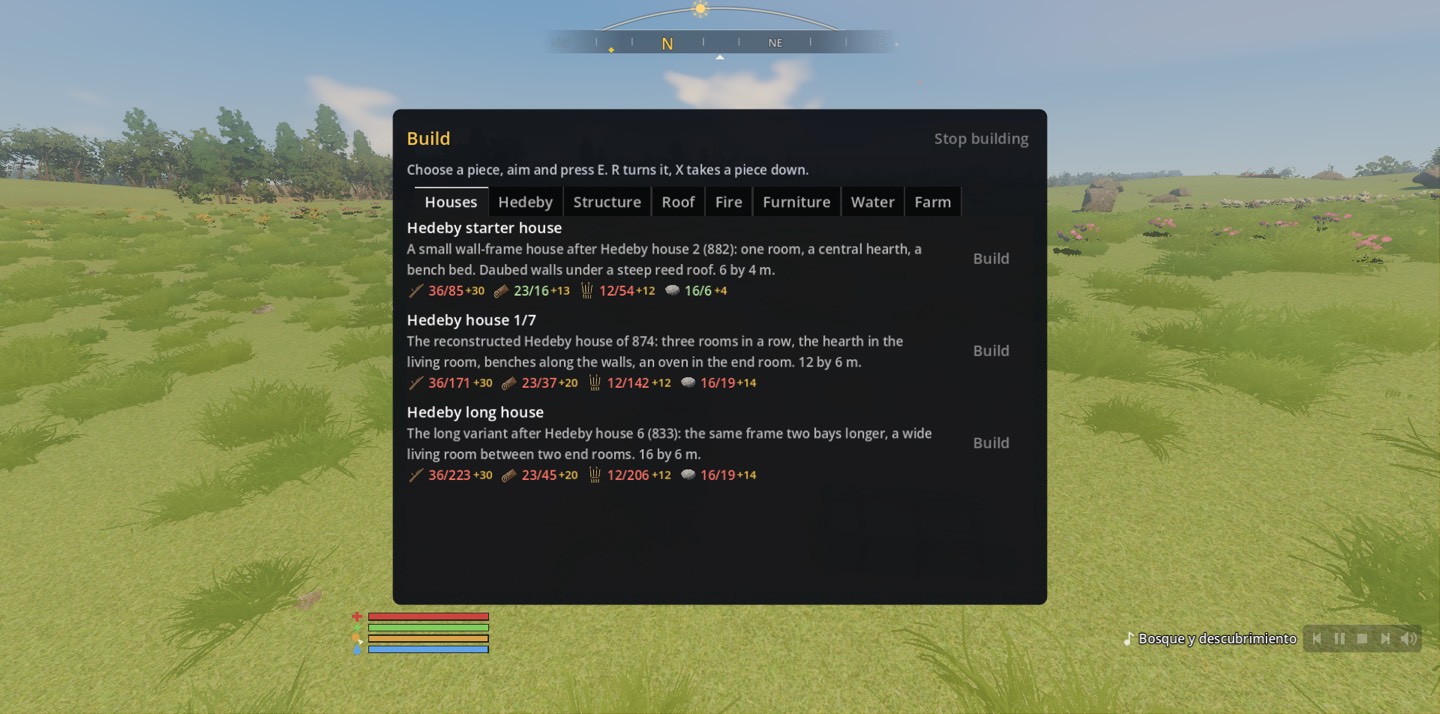 N
NE
Build
Stop building
Choose a piece, aim and press E. R turns it, X takes a piece down.
Houses Hedeby Structure Roof Fire Furniture Water Farm
Hedeby starter house
A small wall-frame house after Hedeby house 2 (882): one room, a central hearth, a
bench bed. Daubed walls under a steep reed roof. 6 by 4 m.
Build
36/85 +30 23/16 +13 12/54 +12 16/6 +4
Hedeby house 1/7
The reconstructed Hedeby house of 874: three rooms in a row, the hearth in the
living room, benches along the walls, an oven in the end room. 12 by 6 m.
Build
36/171 +30 23/37 +20 12/142 +12 16/19 +14
Hedeby long house
The long variant after Hedeby house 6 (833): the same frame two bays longer, a wide
living room between two end rooms. 16 by 6 m.
Build
36/223 +30 23/45 +20 12/206 +12 16/19 +14
Bosque y descubrimiento